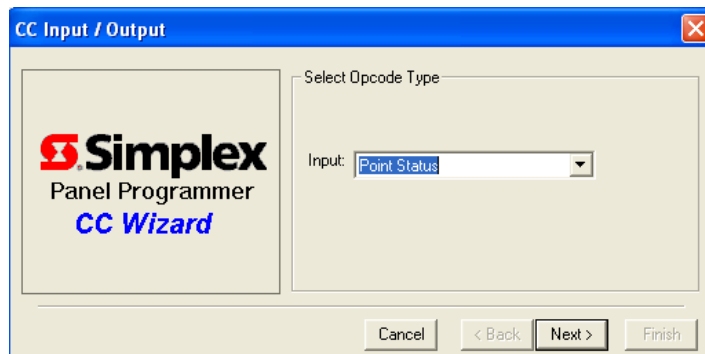 CC Input / Output
Simplex
Panel Programmer
CC Wizard
Select Opcode Type
Input: Point Status
Cancel < Back Next > Finish